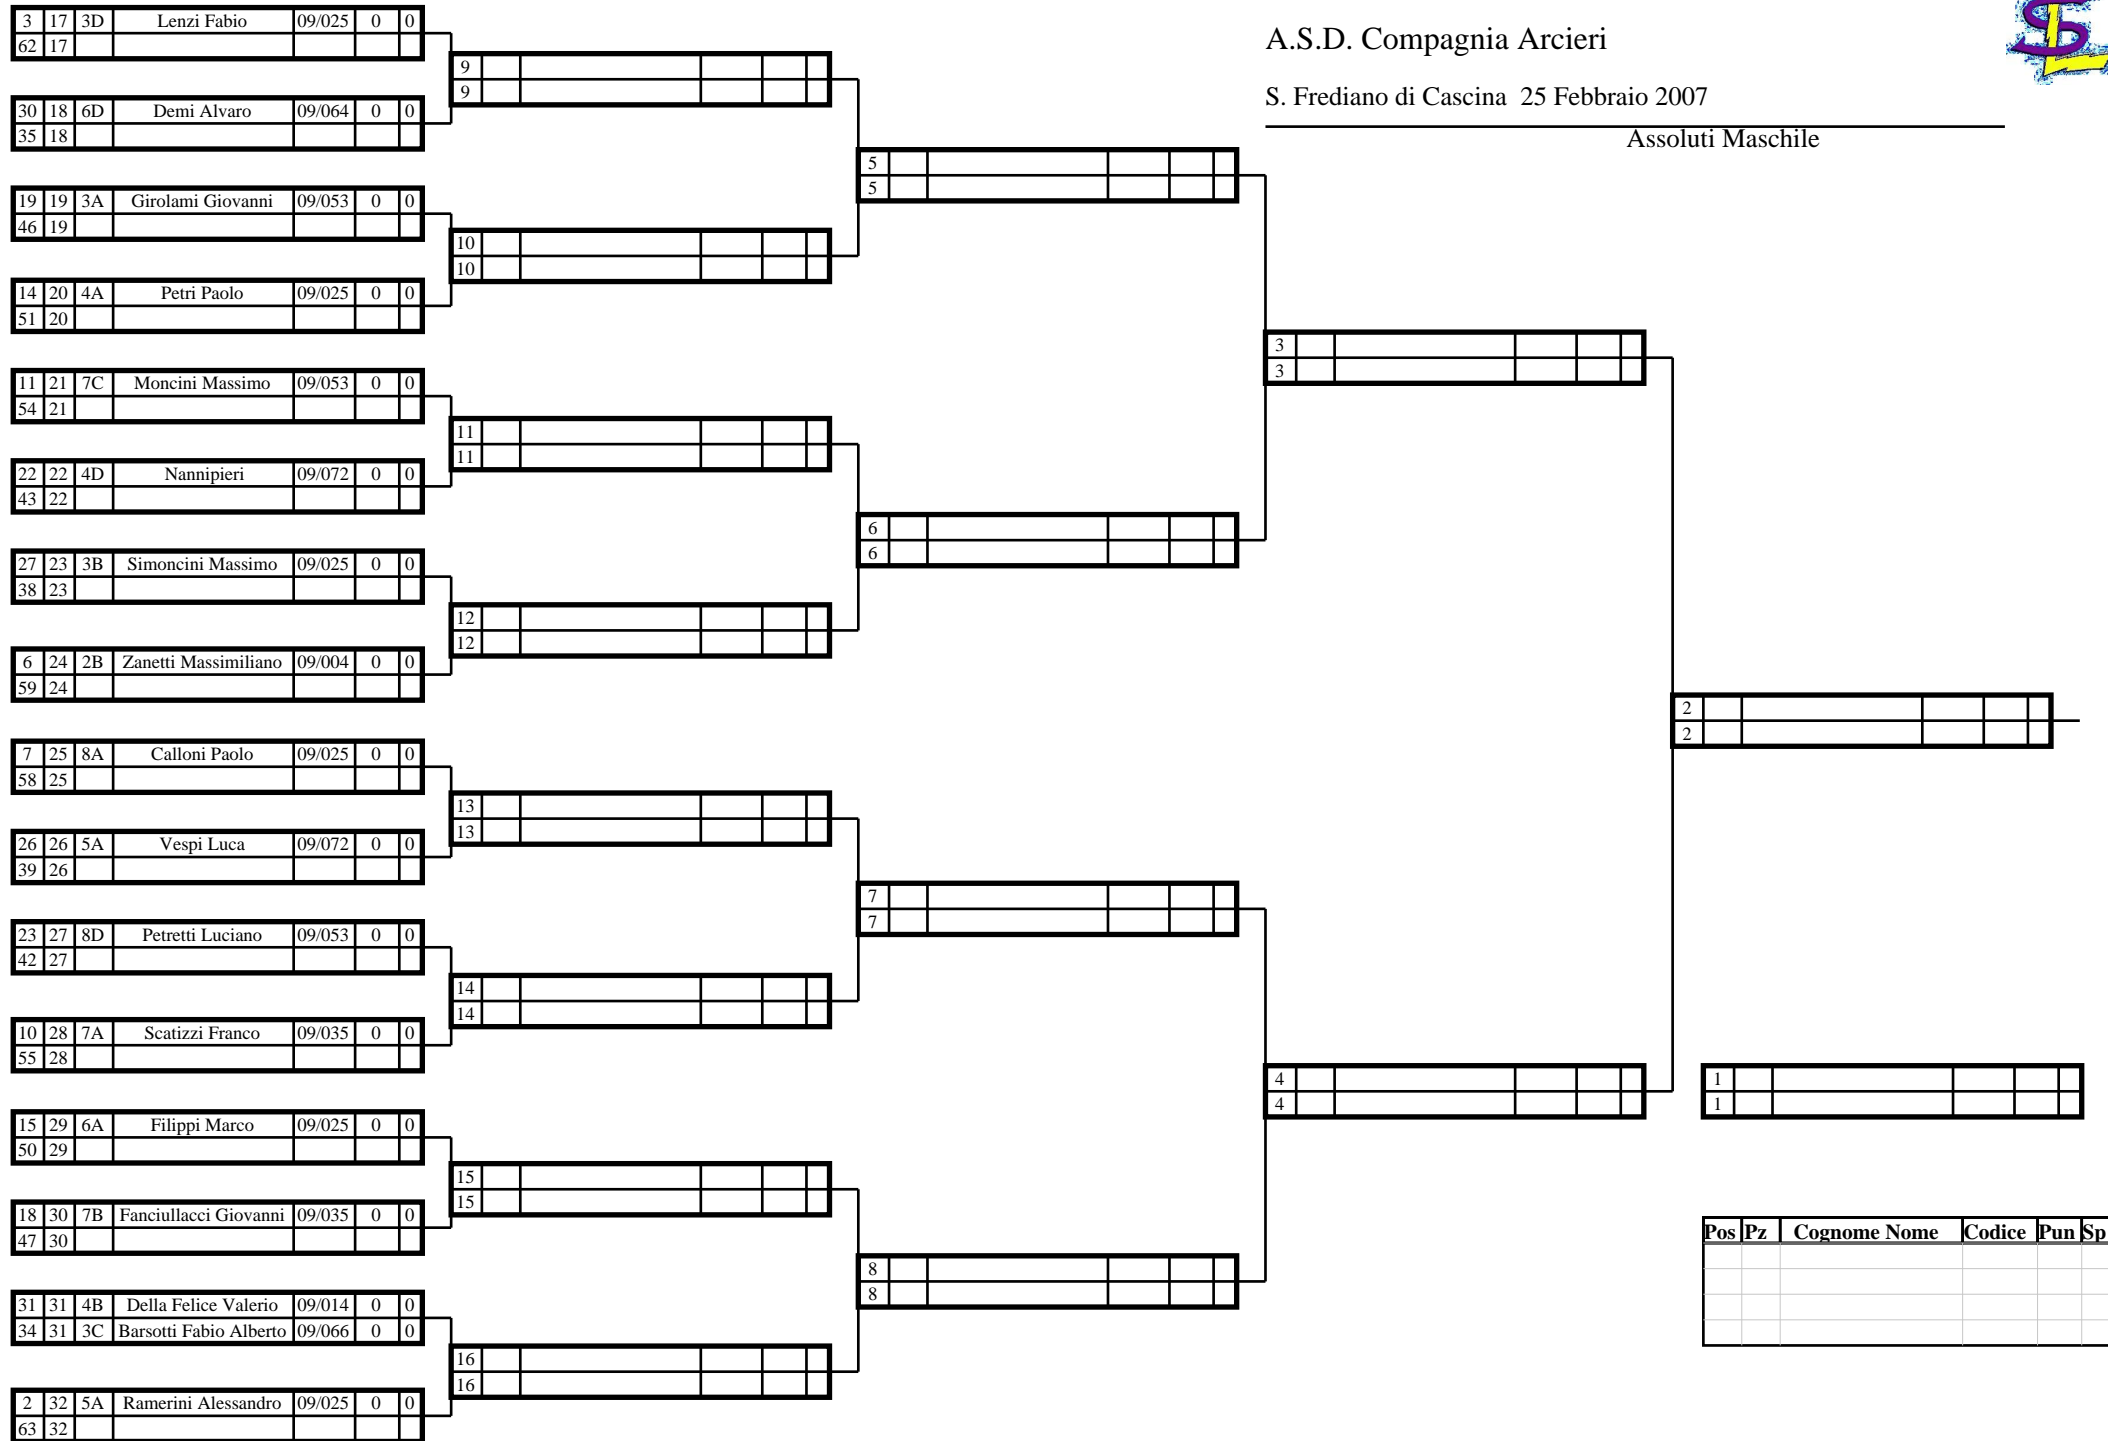 3 17 3D Lenzi Fabio 09/025 0 0
62 17
30 18 6D Demi Alvaro 09/064 0 0
35 18
19 19 3A Girolami Giovanni 09/053 0 0
46 19
14 20 4A Petri Paolo 09/025 0 0
51 20
11 21 7C Moncini Massimo 09/053 0 0
54 21
22 22 4D Nannipieri 09/072 0 0
43 22
27 23 3B Simoncini Massimo 09/025 0 0
38 23
6 24 2B Zanetti Massimiliano 09/004 0 0
59 24
7 25 8A Calloni Paolo 09/025 0 0
58 25
26 26 5A Vespi Luca 09/072 0 0
39 26
23 27 8D Petretti Luciano 09/053 0 0
42 27
10 28 7A Scatizzi Franco 09/035 0 0
55 28
15 29 6A Filippi Marco 09/025 0 0
50 29
18 30 7B Fanciullacci Giovanni 09/035 0 0
47 30
31 31 4B Della Felice Valerio 09/014 0 0
34 31 3C Barsotti Fabio Alberto 09/066 0 0
2 32 5A Ramerini Alessandro 09/025 0 0
63 32
9
9
10
10
11
11
12
12
13
13
14
14
15
15
16
16
5
5
6
6
7
7
8
8
A.S.D. Compagnia Arcieri
S. Frediano di Cascina 25 Febbraio 2007
Assoluti Maschile
3
3
4
4
2
2
1
1
Pos Pz Cognome Nome Codice Pun Sp